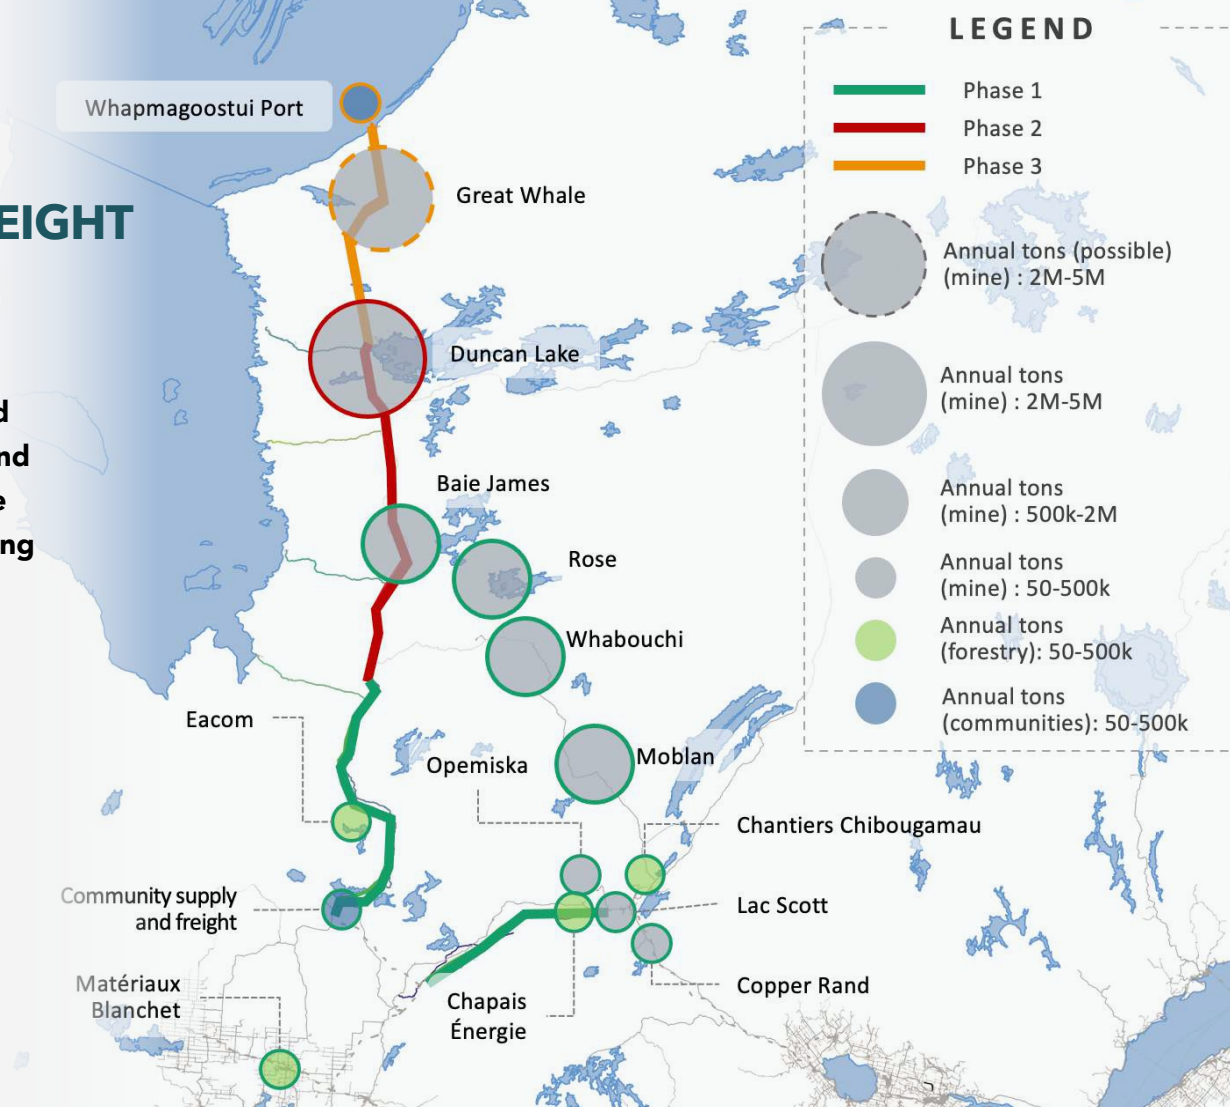 LEGEND
Phase 1
Phase 2
Phase 3
Annual tons (possible)
(mine) : 2M-5M
Annual tons
(mine) : 2M-5M
Annual tons
(mine) : 500k-2M
Annual tons
(mine) : 50-500k
Annual tons
(forestry): 50-500k
Annual tons
(communities): 50-500k
Whapmagoostui Port
Great Whale
EIGHT
Duncan Lake
d
nd
e
ng
Baie James
Rose
Whabouchi
Eacom
Opemiska
Moblan
Chantiers Chibougamau
Community supply
and freight
Lac Scott
Matériaux
Blanchet
Chapais
Énergie
Copper Rand